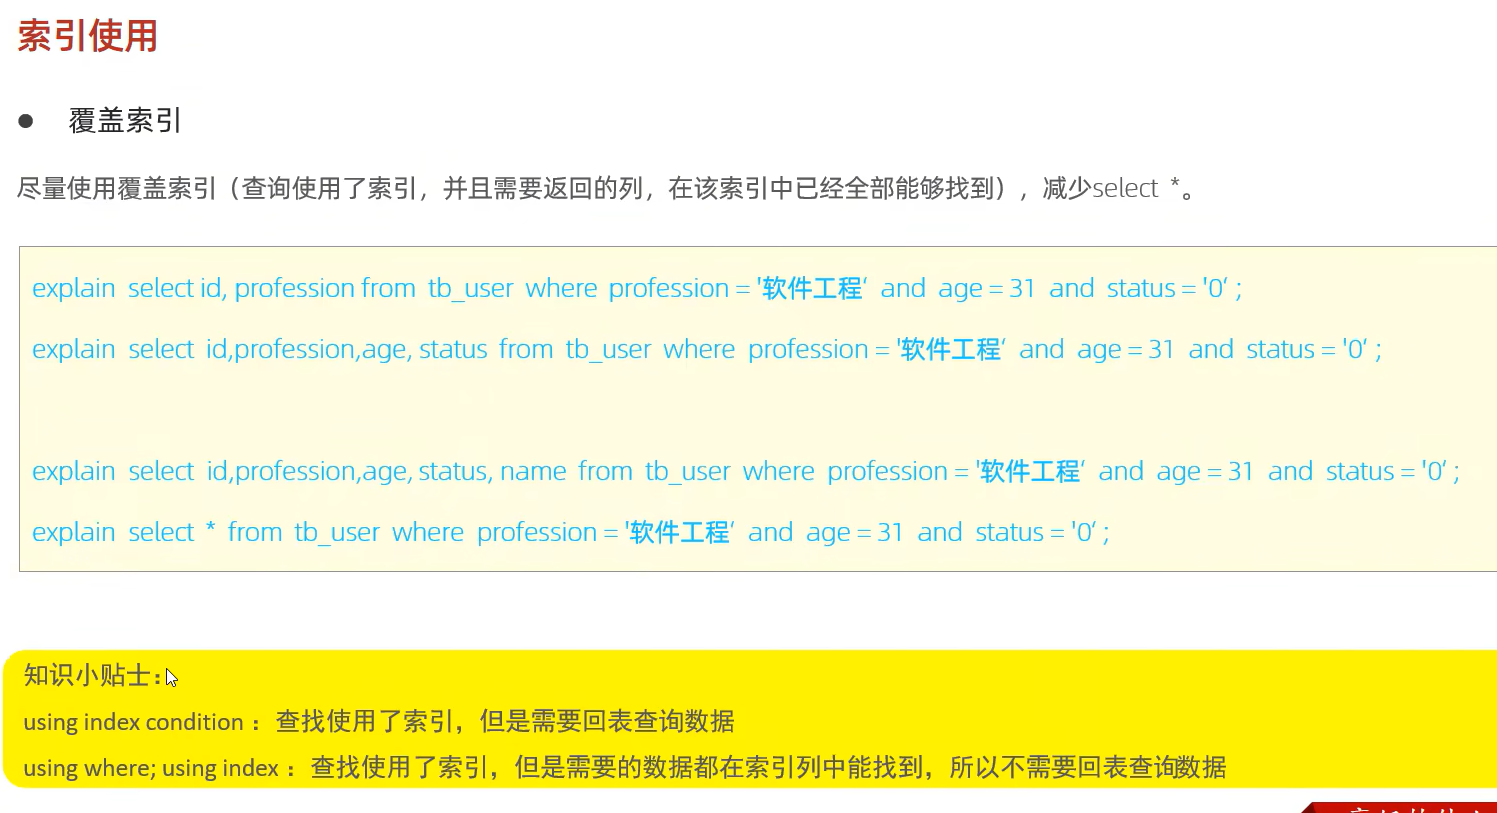 索引使用
● 覆盖索引
尽量使用覆盖索引（查询使用了索引，并且需要返回的列，在该索引中已经全部能够找到），减少select *。
explain select id, profession from tb_user where profession = '软件工程‘ and age = 31 and status = '0‘ ;
explain select id,profession,age, status from tb_user where profession = '软件工程‘ and age = 31 and status = '0‘ ;
explain select id,profession,age, status, name from tb_user where profession = '软件工程‘ and age = 31 and status = '0‘ ;
explain select * from tb_user where profession = '软件工程‘ and age = 31 and status = '0‘ ;
知识小贴士：
using index condition ：查找使用了索引，但是需要回表查询数据
using where; using index ：查找使用了索引，但是需要的数据都在索引列中能找到，所以不需要回表查询数据